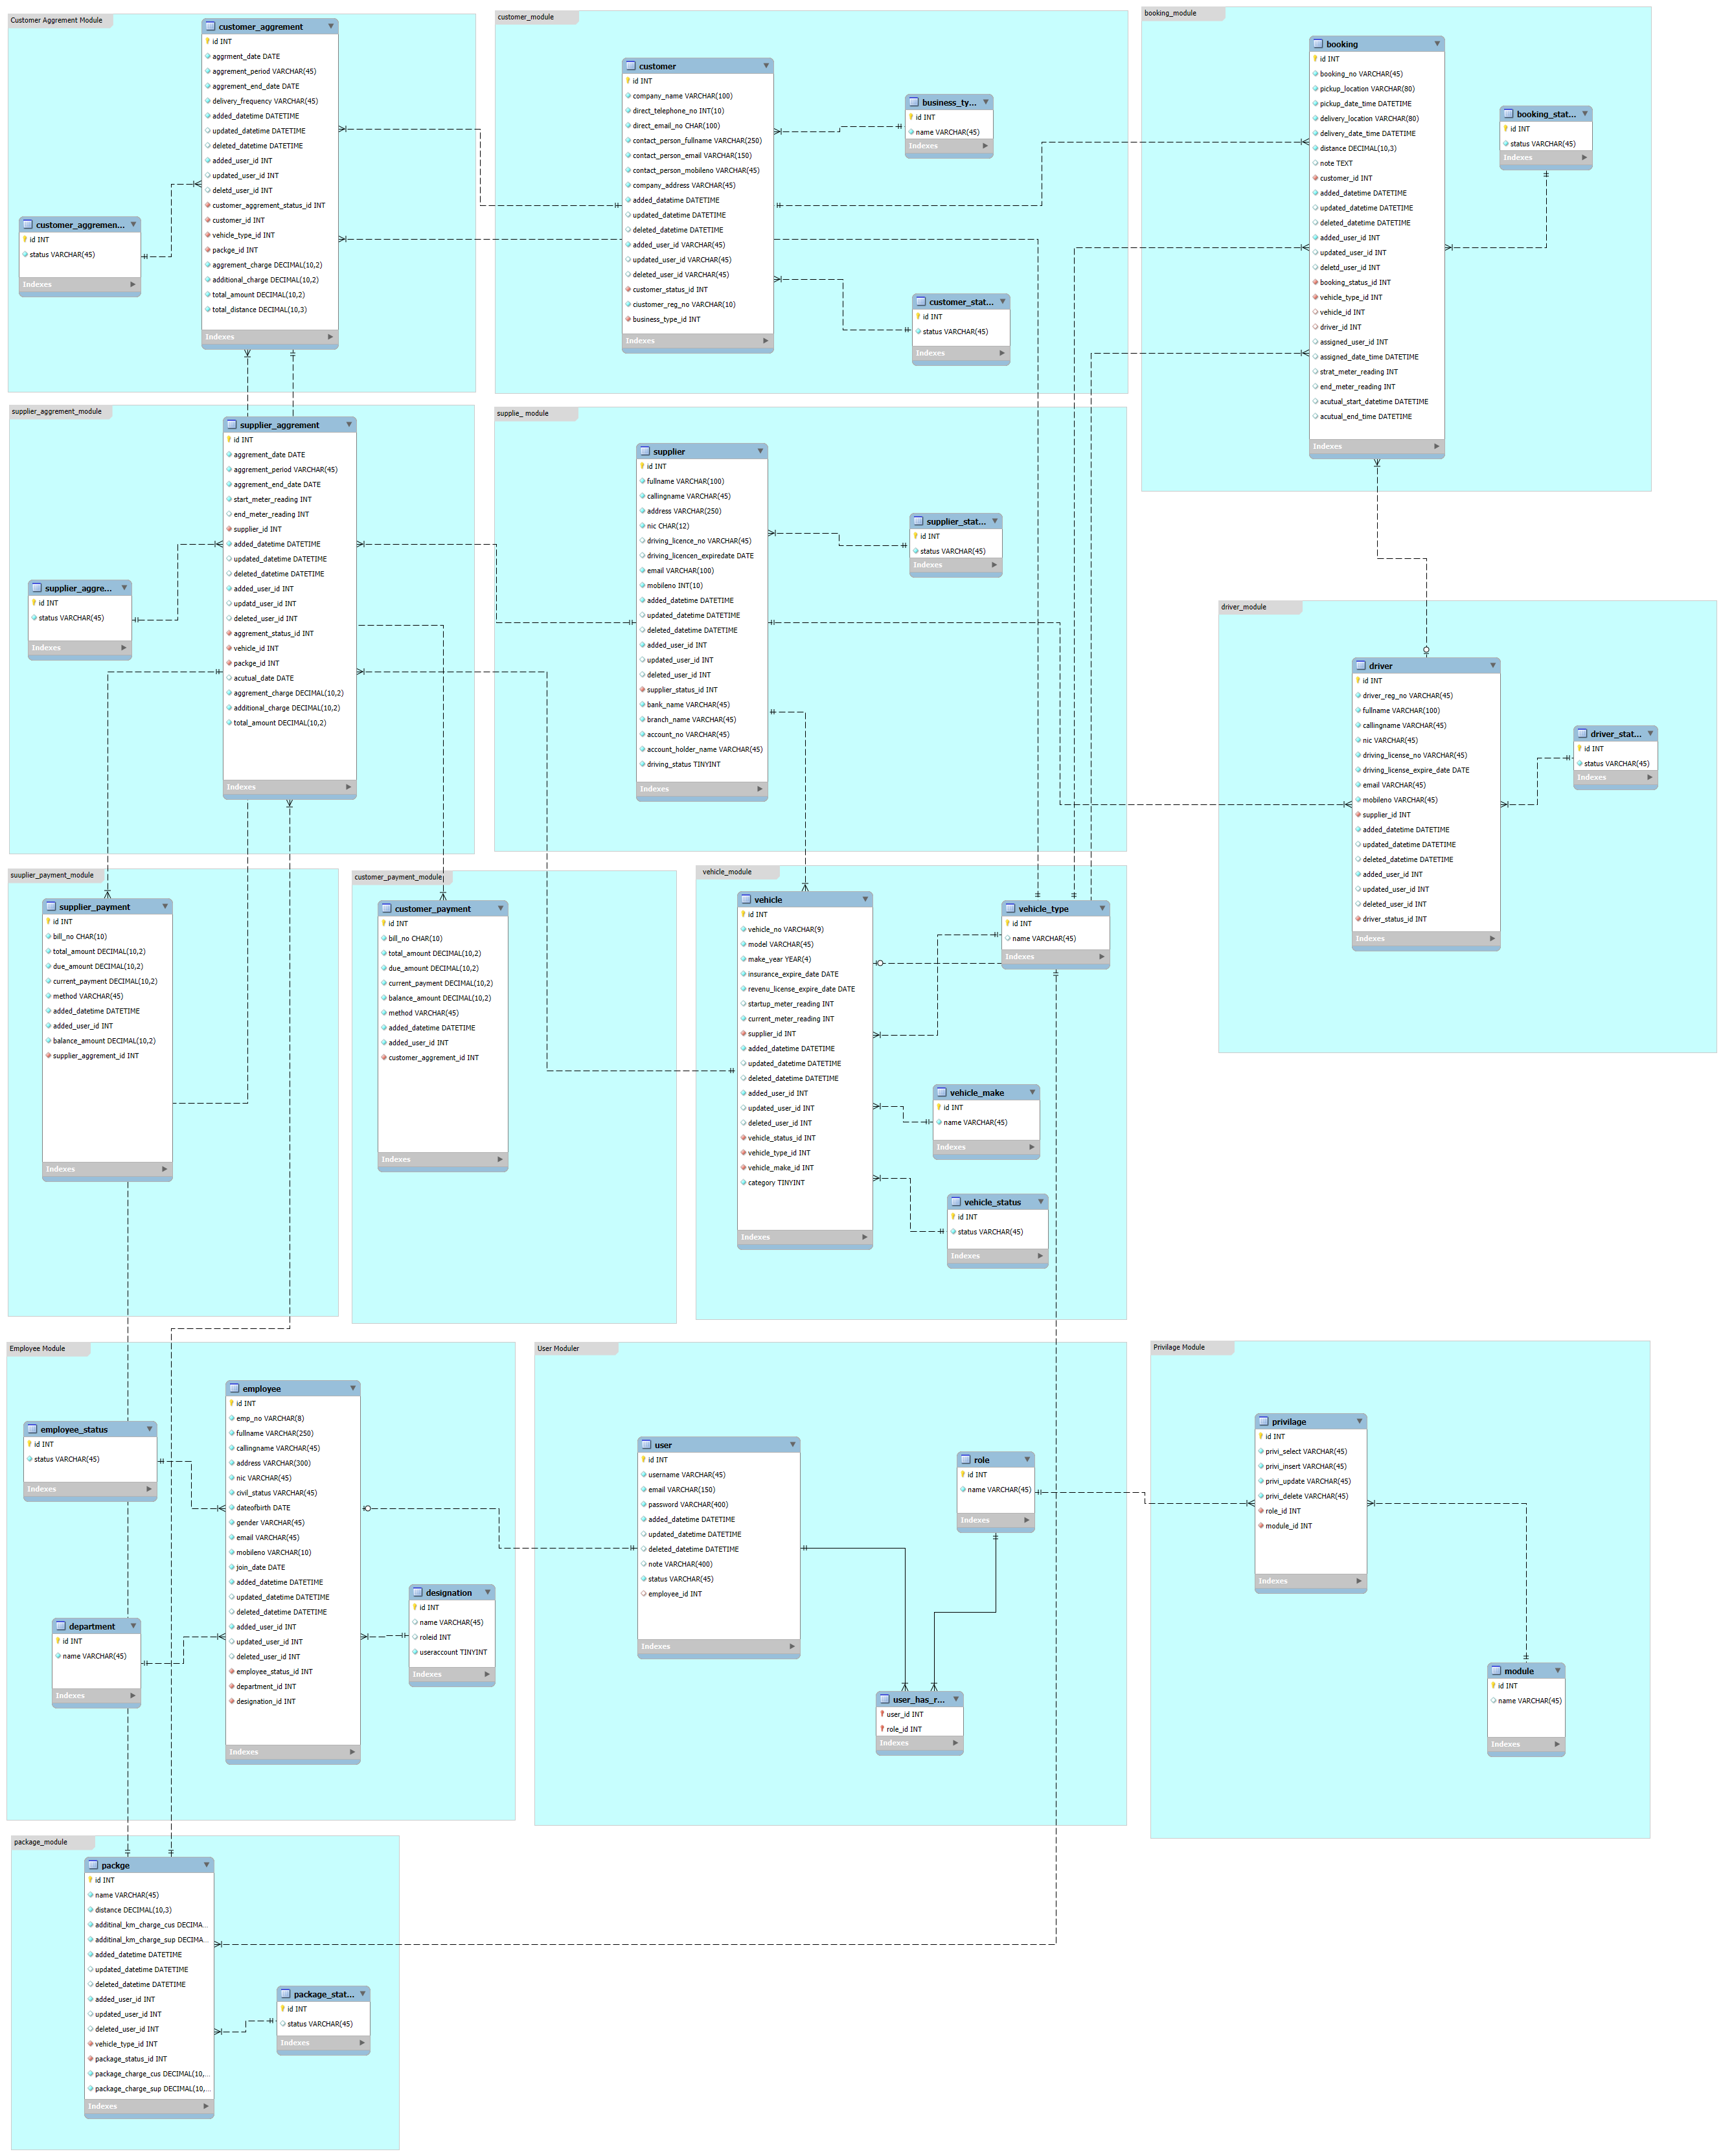 Customer Aggrement Module
customer_aggrement
id INT
aggrment_date DATE
aggrement_period VARCHAR(45)
aggrement_end_date DATE
delivery_frequency VARCHAR(45)
added_datetime DATETIME
updated_datetime DATETIME
deleted_datetime DATETIME
added_user_id INT
updated_user_id INT
deletd_user_id INT
customer_aggrement_status_id INT
customer_id INT
vehicle_type_id INT
packge_id INT
aggrement_charge DECIMAL(10,2)
additional_charge DECIMAL(10,2)
total_amount DECIMAL(10,2)
total_distance DECIMAL(10,3)
Indexes
customer_aggremen...
id INT
status VARCHAR(45)
Indexes
customer_module
customer
id INT
company_name VARCHAR(100)
direct_telephone_no INT(10)
direct_email_no CHAR(100)
contact_person_fullname VARCHAR(250)
contact_person_email VARCHAR(150)
contact_person_mobileno VARCHAR(45)
company_address VARCHAR(45)
added_datatime DATETIME
updated_datetime DATETIME
deleted_datetime DATETIME
added_user_id VARCHAR(45)
updated_user_id VARCHAR(45)
deleted_user_id VARCHAR(45)
customer_status_id INT
ciustomer_reg_no VARCHAR(10)
business_type_id INT
Indexes
business_ty...
id INT
name VARCHAR(45)
Indexes
customer_stat...
id INT
status VARCHAR(45)
Indexes
booking_module
booking
id INT
booking_no VARCHAR(45)
pickup_location VARCHAR(80)
pickup_date_time DATETIME
delivery_location VARCHAR(80)
delivery_date_time DATETIME
distance DECIMAL(10,3)
note TEXT
customer_id INT
added_datetime DATETIME
updated_datetime DATETIME
deleted_datetime DATETIME
added_user_id INT
updated_user_id INT
deletd_user_id INT
booking_status_id INT
vehicle_type_id INT
vehicle_id INT
driver_id INT
assigned_user_id INT
assigned_date_time DATETIME
strat_meter_reading INT
end_meter_reading INT
acutual_start_datetime DATETIME
acutual_end_time DATETIME
Indexes
booking_stat...
id INT
status VARCHAR(45)
Indexes
supplier_aggrement_module
supplier_aggrement
id INT
aggrement_date DATE
aggrement_period VARCHAR(45)
aggrement_end_date DATE
start_meter_reading INT
end_meter_reading INT
supplier_id INT
added_datetime DATETIME
updated_datetime DATETIME
deleted_datetime DATETIME
added_user_id INT
updatd_user_id INT
deleted_user_id INT
aggrement_status_id INT
vehicle_id INT
packge_id INT
acutual_date DATE
aggrement_charge DECIMAL(10,2)
additional_charge DECIMAL(10,2)
total_amount DECIMAL(10,2)
Indexes
supplier_aggre...
id INT
status VARCHAR(45)
Indexes
supplie_ module
supplier
id INT
fullname VARCHAR(100)
callingname VARCHAR(45)
address VARCHAR(250)
nic CHAR(12)
driving_licence_no VARCHAR(45)
driving_licencen_expiredate DATE
email VARCHAR(100)
mobileno INT(10)
added_datetime DATETIME
updated_datetime DATETIME
deleted_datetime DATETIME
added_user_id INT
updated_user_id INT
deleted_user_id INT
supplier_status_id INT
bank_name VARCHAR(45)
branch_name VARCHAR(45)
account_no VARCHAR(45)
account_holder_name VARCHAR(45)
driving_status TINYINT
Indexes
supplier_stat...
id INT
status VARCHAR(45)
Indexes
driver_module
driver
id INT
driver_reg_no VARCHAR(45)
fullname VARCHAR(100)
callingname VARCHAR(45)
nic VARCHAR(45)
driving_license_no VARCHAR(45)
driving_license_expire_date DATE
email VARCHAR(45)
mobileno VARCHAR(45)
supplier_id INT
added_datetime DATETIME
updated_datetime DATETIME
deleted_datetime DATETIME
added_user_id INT
updated_user_id INT
deleted_user_id INT
driver_status_id INT
Indexes
driver_stat...
id INT
status VARCHAR(45)
Indexes
suuplier_payment_module
supplier_payment
id INT
bill_no CHAR(10)
total_amount DECIMAL(10,2)
due_amount DECIMAL(10,2)
current_payment DECIMAL(10,2)
method VARCHAR(45)
added_datetime DATETIME
added_user_id INT
balance_amount DECIMAL(10,2)
supplier_aggrement_id INT
Indexes
customer_payment_module
customer_payment
id INT
bill_no CHAR(10)
total_amount DECIMAL(10,2)
due_amount DECIMAL(10,2)
current_payment DECIMAL(10,2)
balance_amount DECIMAL(10,2)
method VARCHAR(45)
added_datetime DATETIME
added_user_id INT
customer_aggrement_id INT
Indexes
vehicle_module
vehicle
id INT
vehicle_no VARCHAR(9)
model VARCHAR(45)
make_year YEAR(4)
insurance_expire_date DATE
revenu_license_expire_date DATE
startup_meter_reading INT
current_meter_reading INT
supplier_id INT
added_datetime DATETIME
updated_datetime DATETIME
deleted_datetime DATETIME
added_user_id INT
updated_user_id INT
deleted_user_id INT
vehicle_status_id INT
vehicle_type_id INT
vehicle_make_id INT
category TINYINT
Indexes
vehicle_type
id INT
name VARCHAR(45)
Indexes
vehicle_make
id INT
name VARCHAR(45)
Indexes
vehicle_status
id INT
status VARCHAR(45)
Indexes
Employee Module
employee
id INT
emp_no VARCHAR(8)
fullname VARCHAR(250)
callingname VARCHAR(45)
address VARCHAR(300)
nic VARCHAR(45)
civil_status VARCHAR(45)
dateofbirth DATE
gender VARCHAR(45)
email VARCHAR(45)
mobileno VARCHAR(10)
join_date DATE
added_datetime DATETIME
updated_datetime DATETIME
deleted_datetime DATETIME
added_user_id INT
updated_user_id INT
deleted_user_id INT
employee_status_id INT
department_id INT
designation_id INT
Indexes
employee_status
id INT
status VARCHAR(45)
Indexes
department
id INT
name VARCHAR(45)
Indexes
designation
id INT
name VARCHAR(45)
roleid INT
useraccount TINYINT
Indexes
User Moduler
user
id INT
username VARCHAR(45)
email VARCHAR(150)
password VARCHAR(400)
added_datetime DATETIME
updated_datetime DATETIME
deleted_datetime DATETIME
note VARCHAR(400)
status VARCHAR(45)
employee_id INT
Indexes
role
id INT
name VARCHAR(45)
Indexes
user_has_r...
user_id INT
role_id INT
Indexes
Privilage Module
privilage
id INT
privi_select VARCHAR(45)
privi_insert VARCHAR(45)
privi_update VARCHAR(45)
privi_delete VARCHAR(45)
role_id INT
module_id INT
Indexes
module
id INT
name VARCHAR(45)
Indexes
package_module
packge
id INT
name VARCHAR(45)
distance DECIMAL(10,3)
additinal_km_charge_cus DECIMA...
additinal_km_charge_sup DECIMA...
added_datetime DATETIME
updated_datetime DATETIME
deleted_datetime DATETIME
added_user_id INT
updated_user_id INT
deleted_user_id INT
vehicle_type_id INT
package_status_id INT
package_charge_cus DECIMAL(10,...
package_charge_sup DECIMAL(10,...
Indexes
package_stat...
id INT
status VARCHAR(45)
Indexes